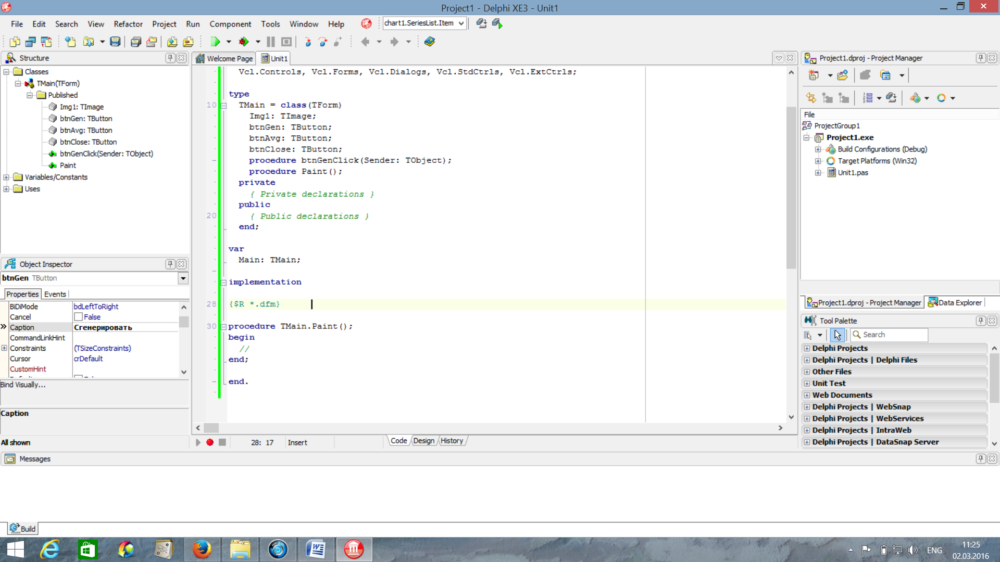 Project1 - Delphi XE3 - Unit1
File Edit Search View Refactor Project Run Component Tools Window Help
chart1.SeriesList.Item
Structure
Classes
TMain(TForm)
Published
Img1: TImage
btnGen: TButton
btnAvg: TButton
btnClose: TButton
btnGenClick(Sender: TObject)
Paint
Variables/Constants
Uses
Object Inspector
btnGen TButton
Properties Events
BiDiMode bdLeftToRight
Cancel False
Caption Сгенерировать
CommandLinkHint
Constraints (TSizeConstraints)
Cursor crDefault
CustomHint
Bind Visually...
Caption
All shown
Welcome Page Unit1
Vcl.Controls, Vcl.Forms, Vcl.Dialogs, Vcl.StdCtrls, Vcl.ExtCtrls;
type
10 TMain = class(TForm)
Img1: TImage;
btnGen: TButton;
btnAvg: TButton;
btnClose: TButton;
procedure btnGenClick(Sender: TObject);
procedure Paint();
private
{ Private declarations }
public
20 { Public declarations }
end;
var
Main: TMain;
implementation
28 {$R *.dfm}
30 procedure TMain.Paint();
begin
//
end;
end.
28: 17 Insert
Code Design History
Project1.dproj - Project Manager
File
ProjectGroup1
Project1.exe
Build Configurations (Debug)
Target Platforms (Win32)
Unit1.pas
Project1.dproj - Project Manager Data Explorer
Tool Palette
Search
Delphi Projects
Delphi Projects | Delphi Files
Other Files
Unit Test
Web Documents
Delphi Projects | WebSnap
Delphi Projects | WebServices
Delphi Projects | IntraWeb
Delphi Projects | DataSnap Server
Messages
Build
ENG
11:25
02.03.2016